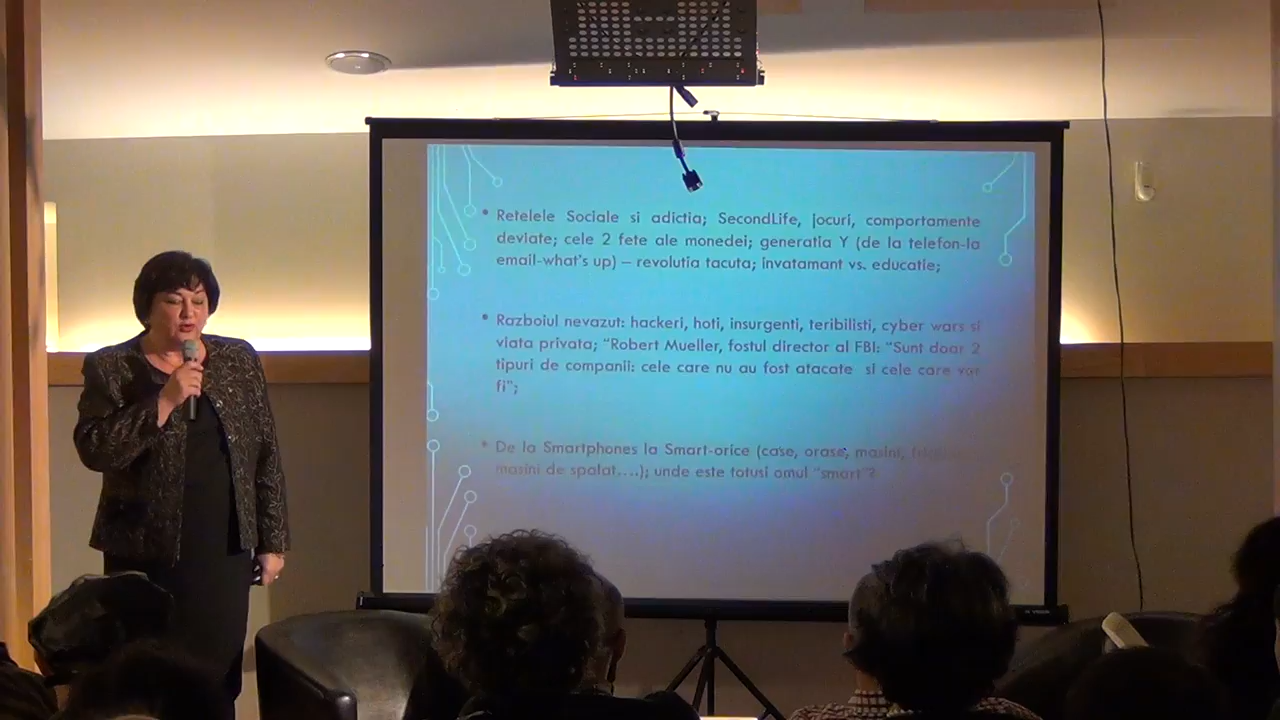 • Retelele Sociale si adictia; SecondLife, jocuri, comportamente
deviate; cele 2 fete ale monedei; generatia Y (de la telefon-la
email-what's up) – revolutia tacuta; invatamant vs. educatie;
• Razboiul nevazut: hackeri, hoti, insurgenti, teribilisti, cyber wars si
viata privata; “Robert Mueller, fostul director al FBI: “Sunt doar 2
tipuri de companii: cele care nu au fost atacate si cele care vor
fi”;
• De la Smartphones la Smart-orice (case, orase, masini,
masini de spalat….); unde este totusi omul “smart”?